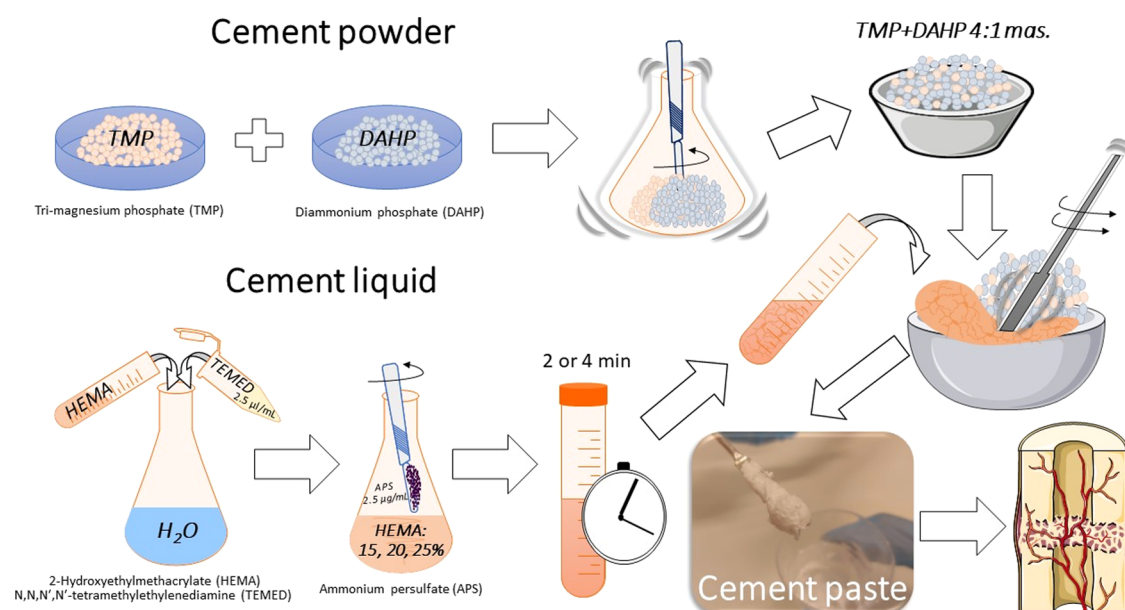 Cement powder
TMP+DAHP 4:1 mas.
TMP
DAHP
Tri-magnesium phosphate (TMP)
Diammonium phosphate (DAHP)
Cement liquid
2 or 4 min
HEMA
TEMED
2.5 µl/mL
APS
2.5 µg/mL
H₂O
HEMA:
15, 20, 25%
2-Hydroxyethylmethacrylate (HEMA)
N,N,N′,N′-tetramethylethylenediamine (TEMED)
Ammonium persulfate (APS)
Cement paste